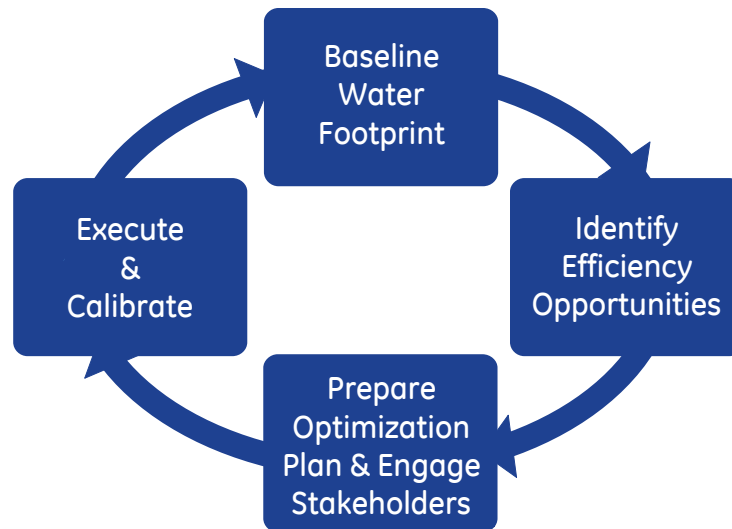 Baseline
Water
Footprint
Identify
Efficiency
Opportunities
Prepare
Optimization
Plan & Engage
Stakeholders
Execute
&
Calibrate